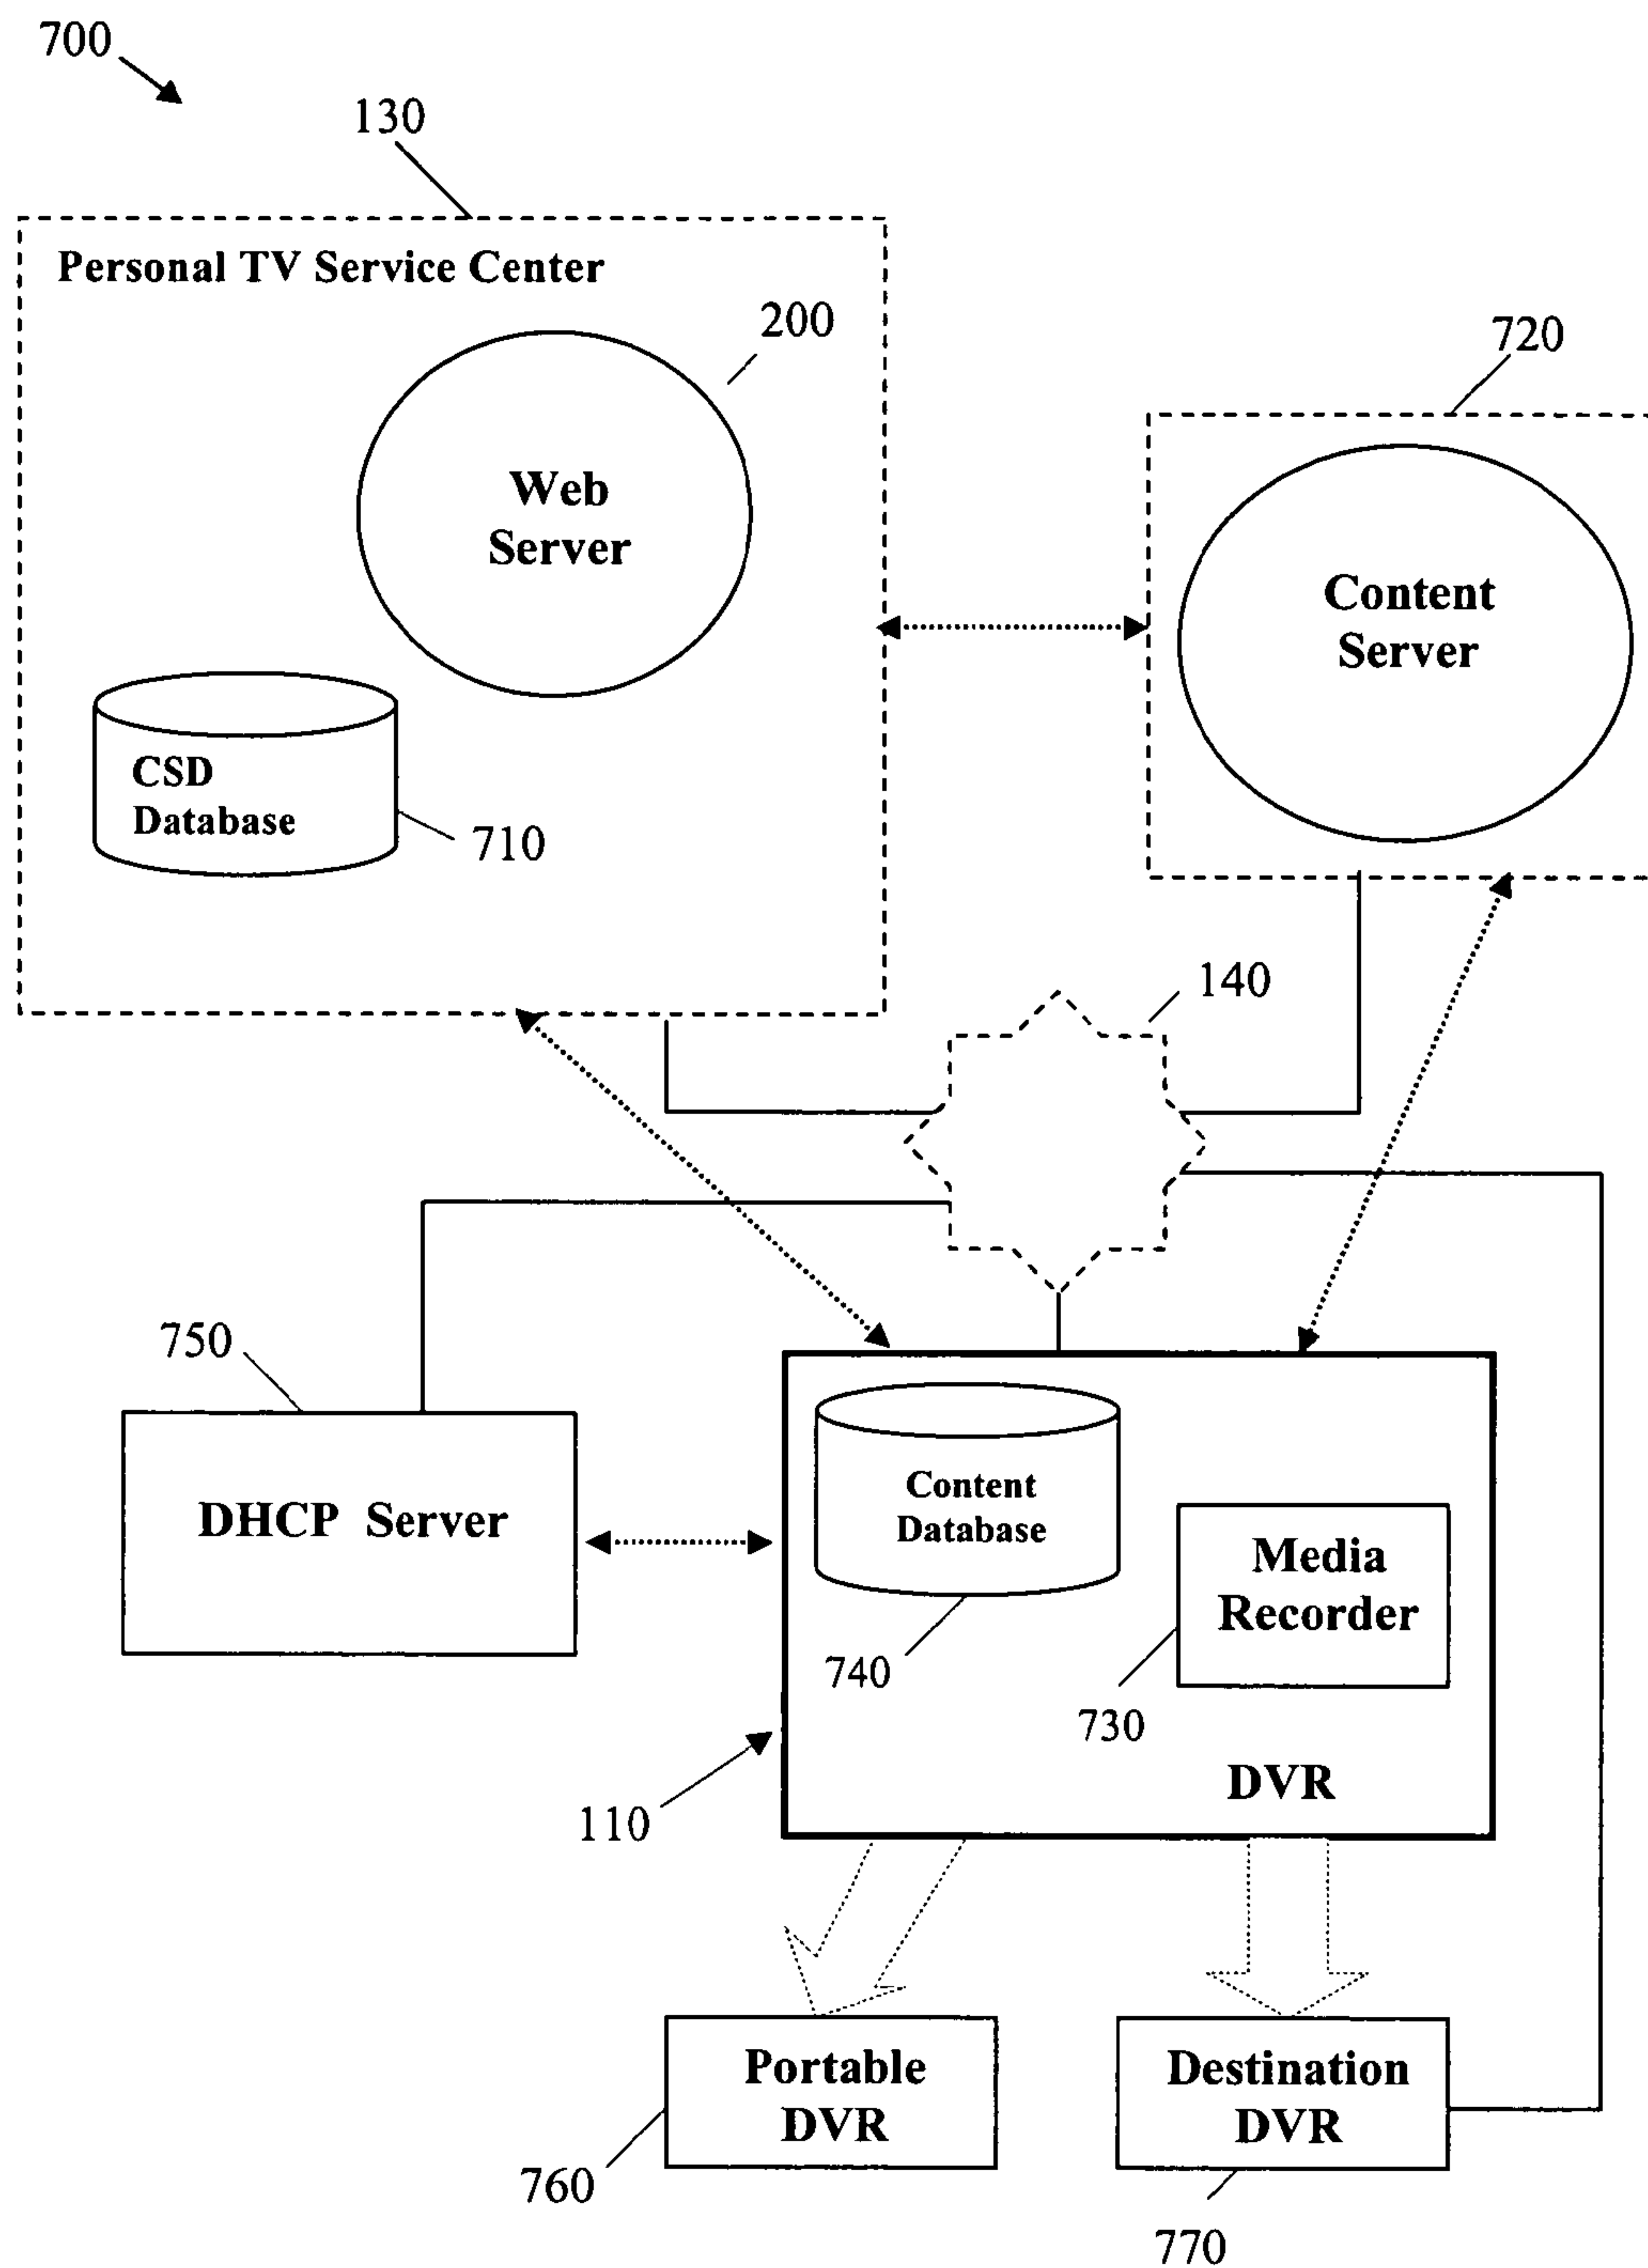 700
130
Personal TV Service Center
200
720
Web
Server
Content
Server
CSD
Database
710
140
750
DHCP Server
Content
Database
Media
Recorder
740
730
DVR
110
Portable
DVR
Destination
DVR
760
770